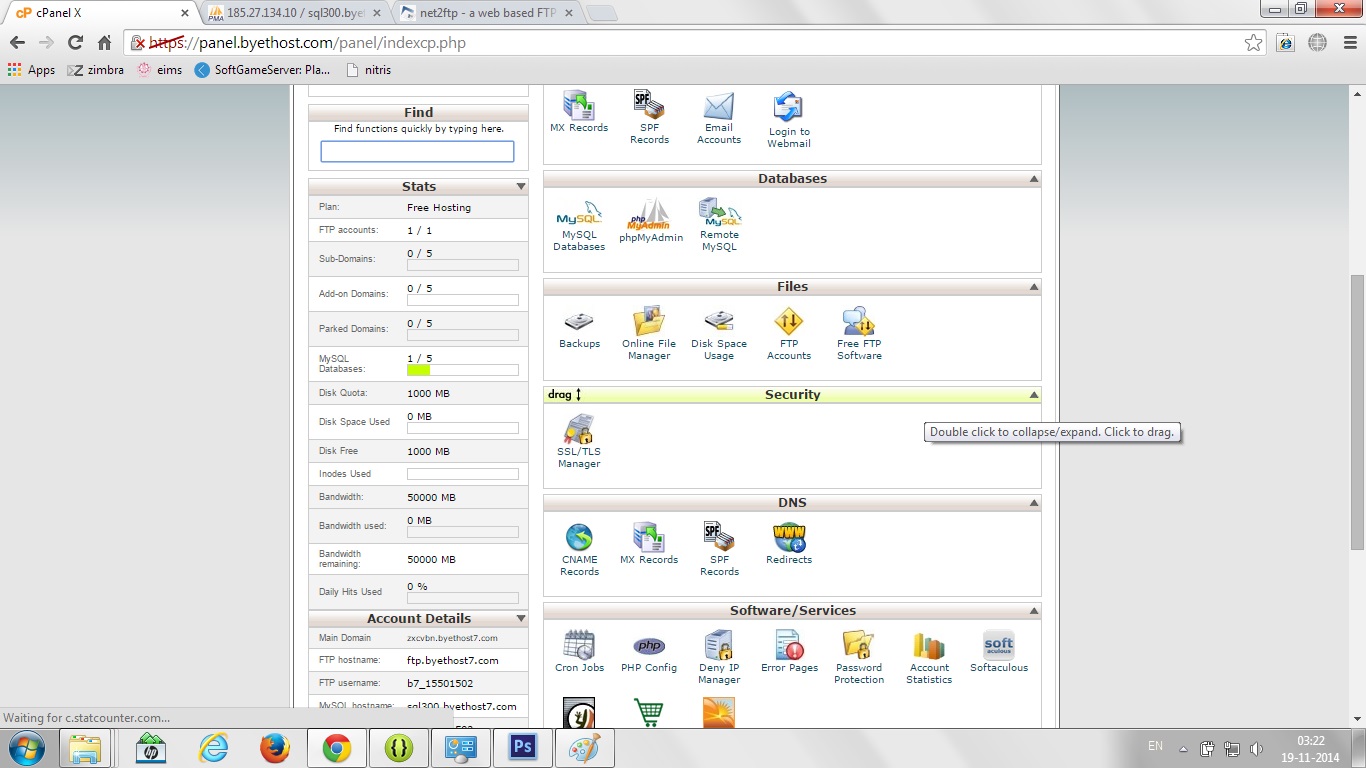 cPanel X
185.27.134.10 / sql300.bye
net2ftp - a web based FTP
https://panel.byethost.com/panel/indexcp.php
Apps
zimbra
eims
SoftGameServer: Pla...
nitris
Find
Find functions quickly by typing here.
Stats
Plan: Free Hosting
FTP accounts: 1 / 1
Sub-Domains: 0 / 5
Add-on Domains: 0 / 5
Parked Domains: 0 / 5
MySQL Databases: 1 / 5
Disk Quota: 1000 MB
Disk Space Used 0 MB
Disk Free 1000 MB
Inodes Used
Bandwidth: 50000 MB
Bandwidth used: 0 MB
Bandwidth remaining: 50000 MB
Daily Hits Used 0 %
Account Details
Main Domain zxcvbn.byethost7.com
FTP hostname: ftp.byethost7.com
FTP username: b7_15501502
MySQL hostname: sql300.byethost7.com
MX Records
SPF Records
Email Accounts
Login to Webmail
Databases
MySQL Databases
phpMyAdmin
Remote MySQL
Files
Backups
Online File Manager
Disk Space Usage
FTP Accounts
Free FTP Software
drag
Security
SSL/TLS Manager
Double click to collapse/expand. Click to drag.
DNS
CNAME Records
MX Records
SPF Records
Redirects
Software/Services
Cron Jobs
PHP Config
Deny IP Manager
Error Pages
Password Protection
Account Statistics
Softaculous
Waiting for c.statcounter.com...
EN
03:22
19-11-2014